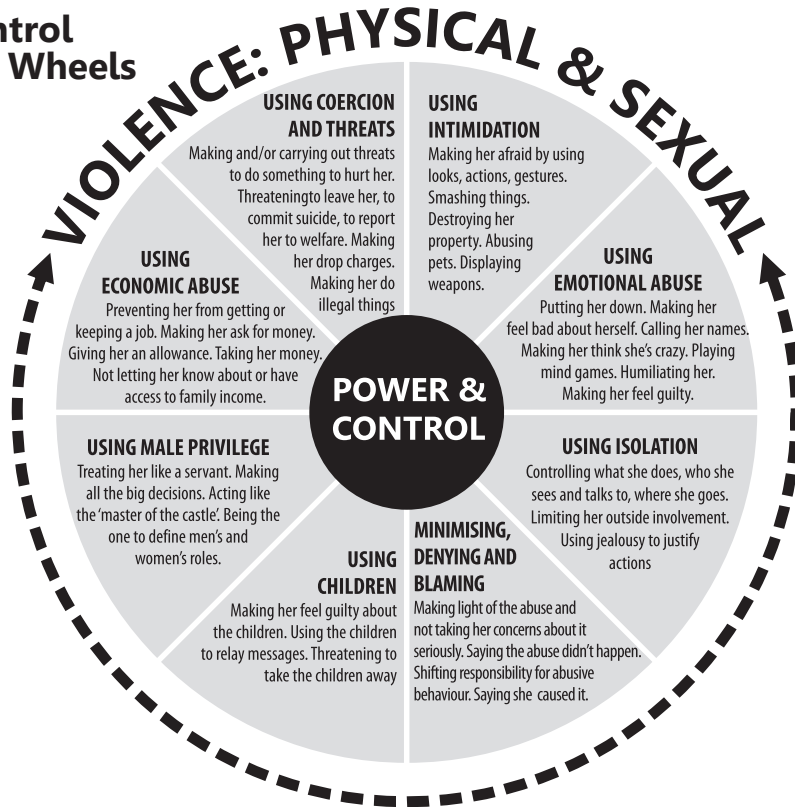 ntrol
Wheels
VIOLENCE: PHYSICAL & SEXUAL
USING COERCION
AND THREATS
Making and/or carrying out threats
to do something to hurt her.
Threateningto leave her, to
commit suicide, to report
her to welfare. Making
her drop charges.
Making her do
illegal things
USING
INTIMIDATION
Making her afraid by using
looks, actions, gestures.
Smashing things.
Destroying her
property. Abusing
pets. Displaying
weapons.
USING
EMOTIONAL ABUSE
Putting her down. Making her
feel bad about herself. Calling her names.
Making her think she's crazy. Playing
mind games. Humiliating her.
Making her feel guilty.
USING ISOLATION
Controlling what she does, who she
sees and talks to, where she goes.
Limiting her outside involvement.
Using jealousy to justify
actions
MINIMISING,
DENYING AND
BLAMING
Making light of the abuse and
not taking her concerns about it
seriously. Saying the abuse didn't happen.
Shifting responsibility for abusive
behaviour. Saying she caused it.
USING
CHILDREN
Making her feel guilty about
the children. Using the children
to relay messages. Threatening to
take the children away
USING MALE PRIVILEGE
Treating her like a servant. Making
all the big decisions. Acting like
the 'master of the castle'. Being the
one to define men's and
women's roles.
USING
ECONOMIC ABUSE
Preventing her from getting or
keeping a job. Making her ask for money.
Giving her an allowance. Taking her money.
Not letting her know about or have
access to family income.
POWER &
CONTROL